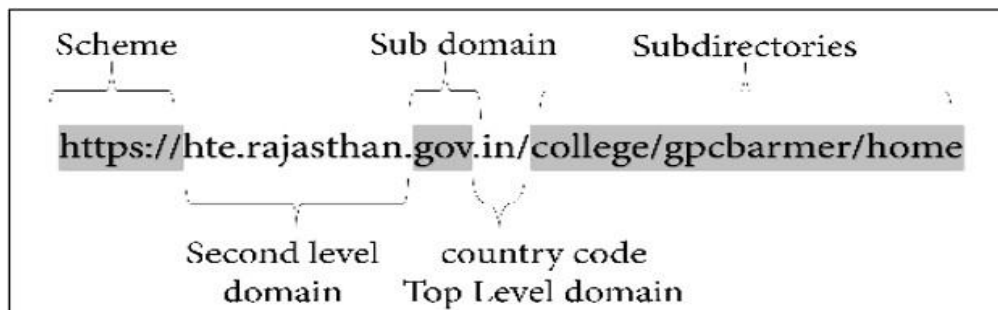 Scheme Sub domain Subdirectories
https://hte.rajasthan.gov.in/college/gpcbarmer/home
Second level country code
domain Top Level domain